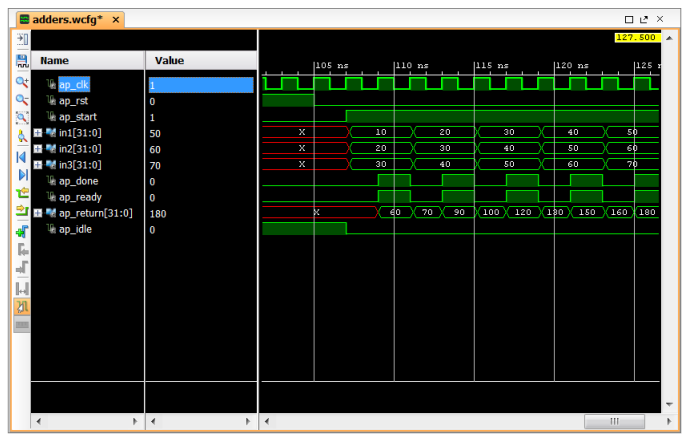 adders.wcfg*
127.500
Name Value
105 ns 110 ns 115 ns 120 ns 125 n
ap_clk 1
ap_rst 0
ap_start 1
in1[31:0] 50 X 10 20 30 40 50
in2[31:0] 60 X 20 30 40 50 60
in3[31:0] 70 X 30 40 50 60 70
ap_done 0
ap_ready 0
ap_return[31:0] 180 X 60 70 90 100 120 130 150 160 180
ap_idle 0